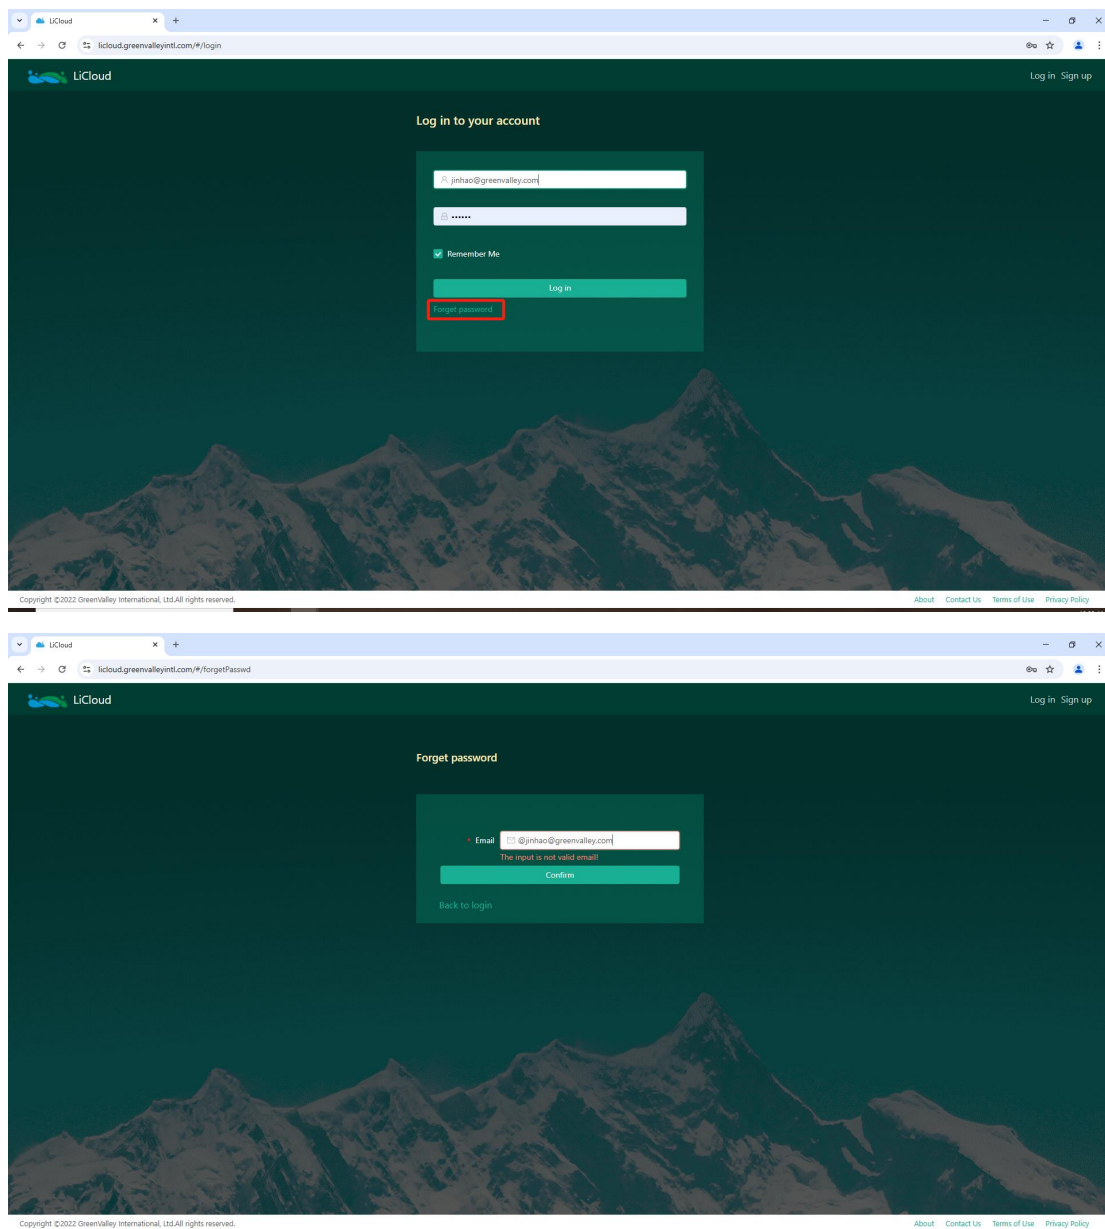 LiCloud
licloud.greenvalleyintl.com/#/login
LiCloud
Log in Sign up
Log in to your account
jinhao@greenvalley.com
••••••
Remember Me
Log in
Forget password
Copyright ©2022 GreenValley International, Ltd.All rights reserved.
About Contact Us Terms of Use Privacy Policy
LiCloud
licloud.greenvalleyintl.com/#/forgetPasswd
LiCloud
Log in Sign up
Forget password
* Email @jinhao@greenvalley.com
The input is not valid email!
Confirm
Back to login
Copyright ©2022 GreenValley International, Ltd.All rights reserved.
About Contact Us Terms of Use Privacy Policy